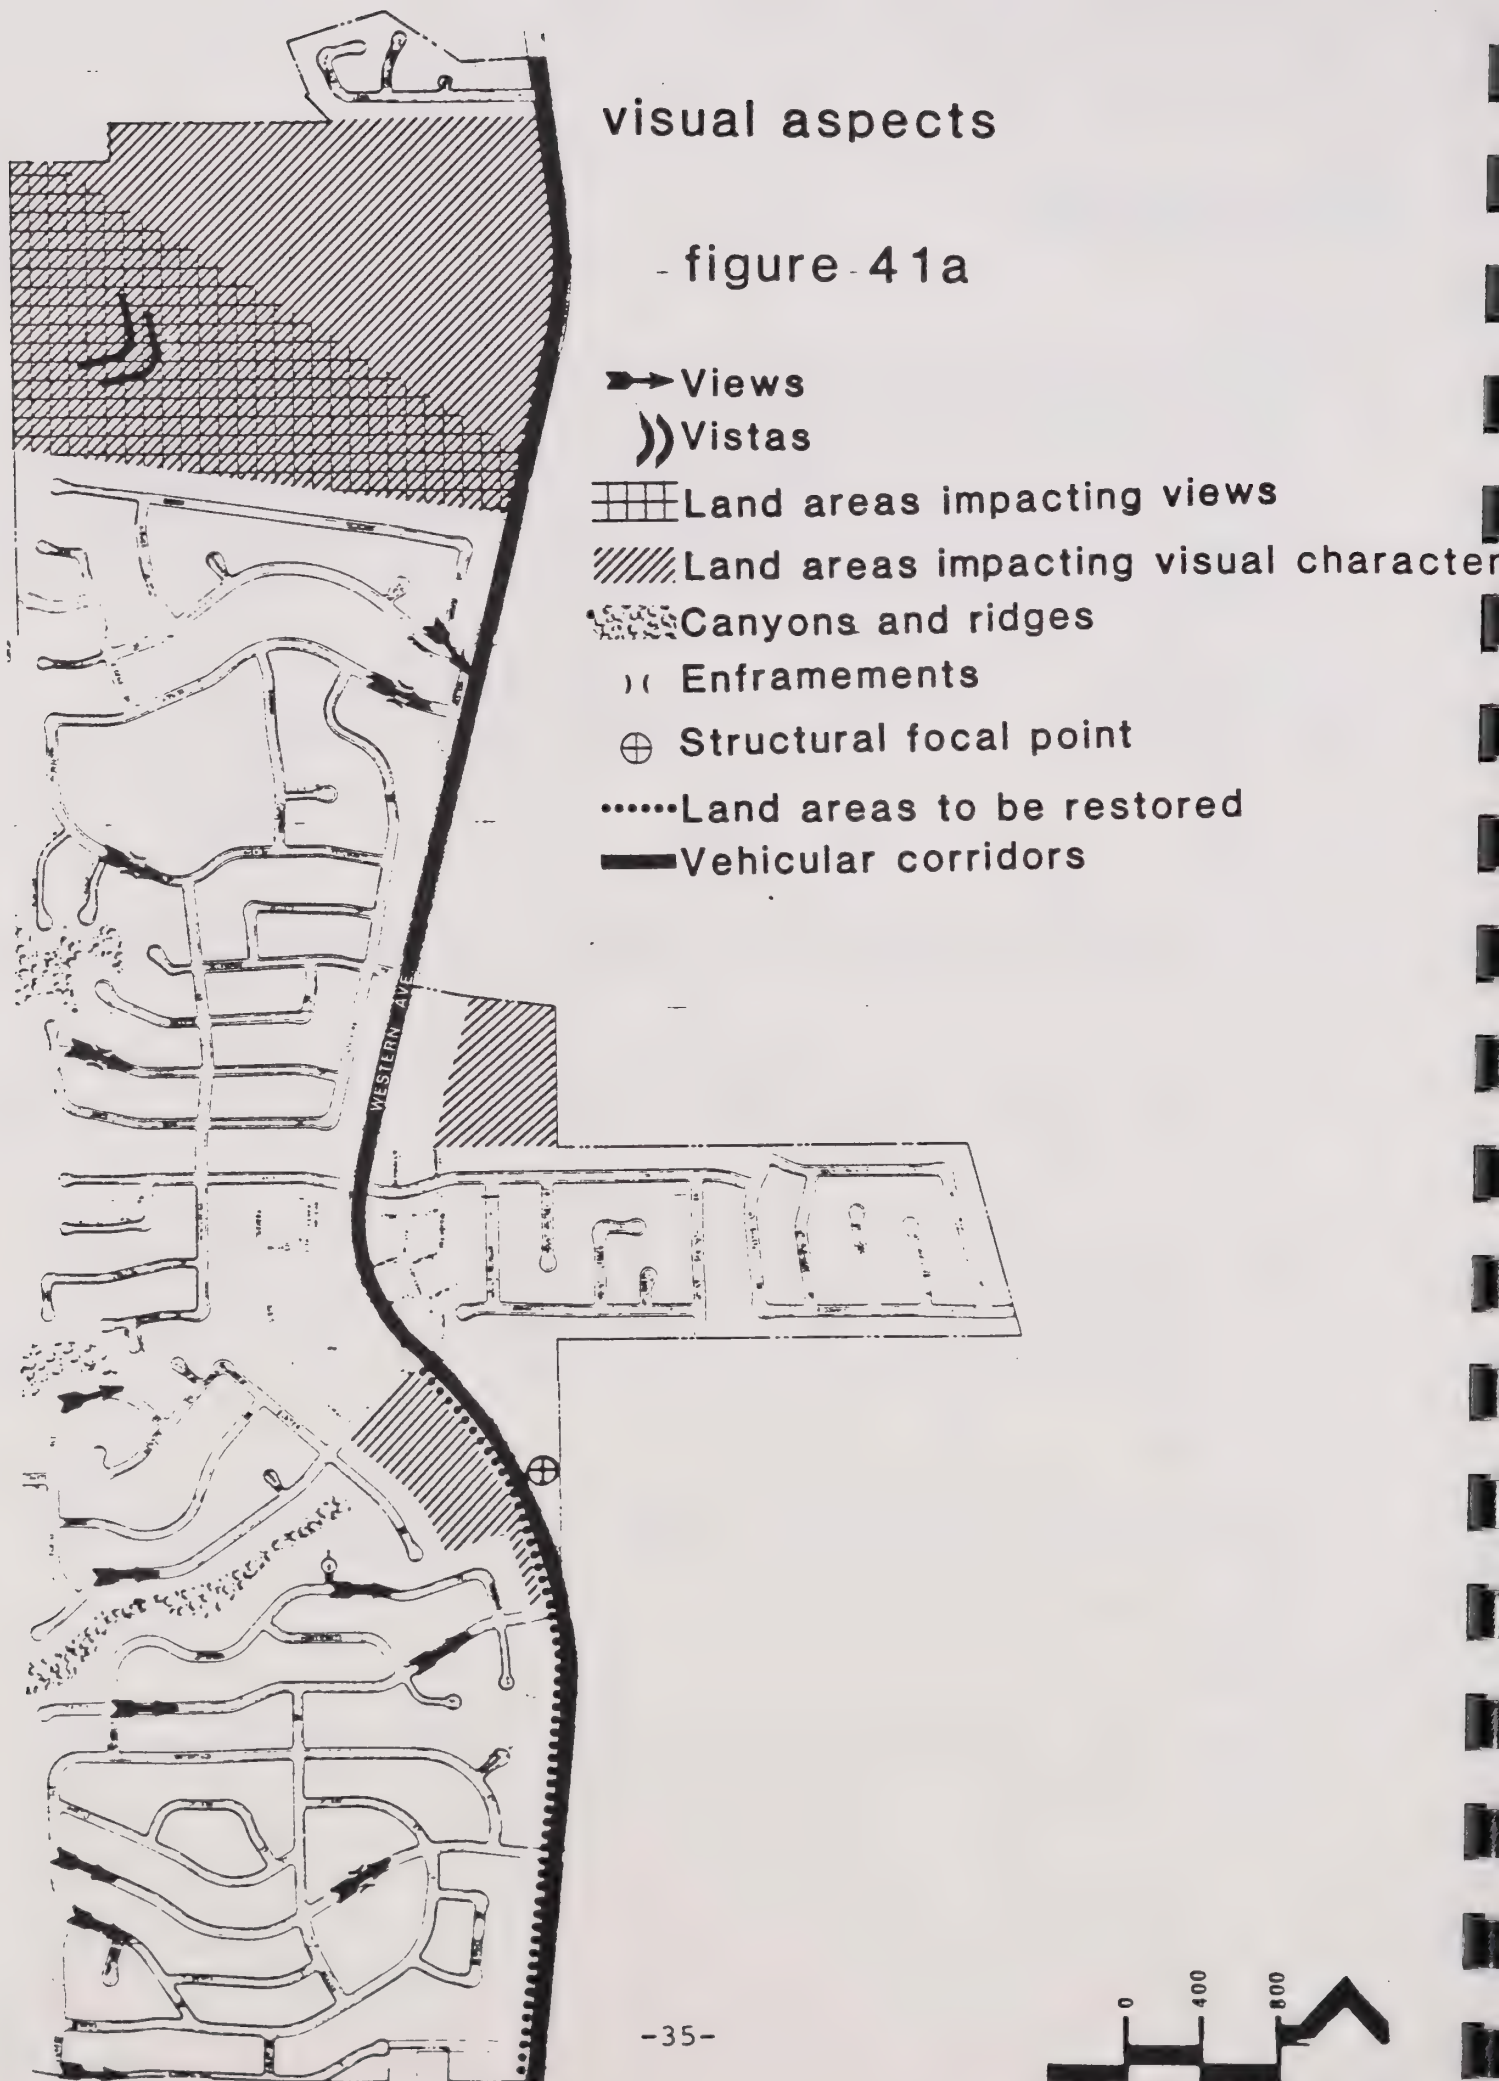 visual aspects
- figure - 41a
Views
Vistas
Land areas impacting views
Land areas impacting visual character
Canyons and ridges
Enframements
Structural focal point
Land areas to be restored
Vehicular corridors
WESTERN AVE
-35-
0
400
800